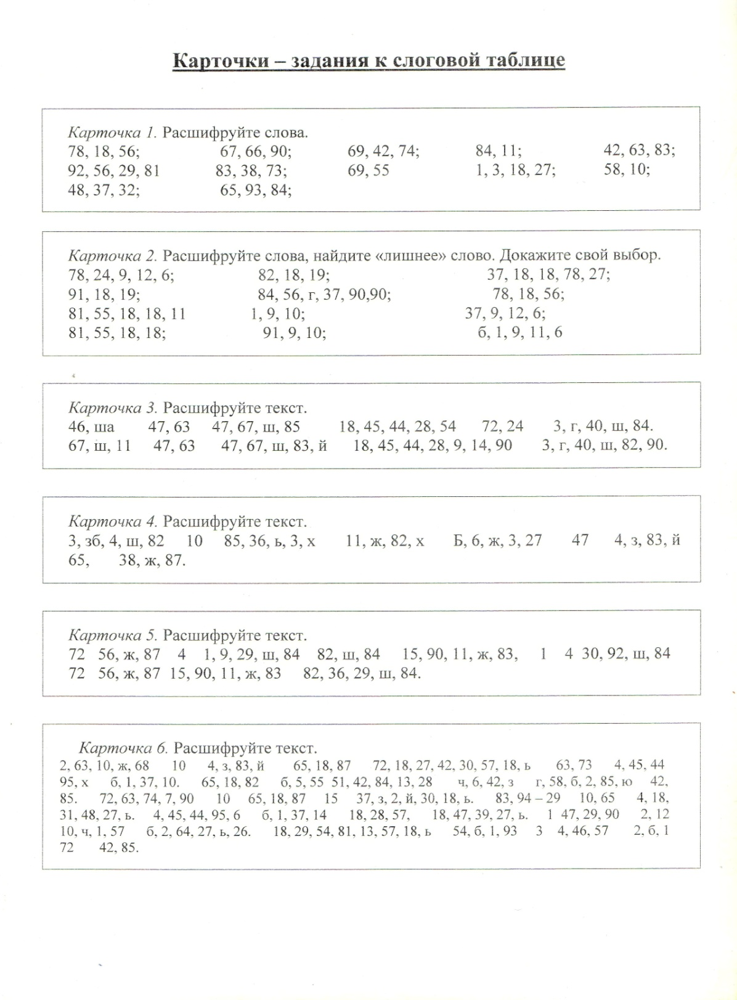 Карточки – задания к слоговой таблице
Карточка 1. Расшифруйте слова.
78, 18, 56; 67, 66, 90; 69, 42, 74; 84, 11; 42, 63, 83;
92, 56, 29, 81 83, 38, 73; 69, 55 1, 3, 18, 27; 58, 10;
48, 37, 32; 65, 93, 84;
Карточка 2. Расшифруйте слова, найдите «лишнее» слово. Докажите свой выбор.
78, 24, 9, 12, 6; 82, 18, 19; 37, 18, 18, 78, 27;
91, 18, 19; 84, 56, г, 37, 90,90; 78, 18, 56;
81, 55, 18, 18, 11 1, 9, 10; 37, 9, 12, 6;
81, 55, 18, 18; 91, 9, 10; б, 1, 9, 11, 6
Карточка 3. Расшифруйте текст.
46, ша 47, 63 47, 67, ш, 85 18, 45, 44, 28, 54 72, 24 3, г, 40, ш, 84.
67, ш, 11 47, 63 47, 67, ш, 83, й 18, 45, 44, 28, 9, 14, 90 3, г, 40, ш, 82, 90.
Карточка 4. Расшифруйте текст.
3, зб, 4, ш, 82 10 85, 36, ь, 3, х 11, ж, 82, х Б, 6, ж, 3, 27 47 4, з, 83, й
65, 38, ж, 87.
Карточка 5. Расшифруйте текст.
72 56, ж, 87 4 1, 9, 29, ш, 84 82, ш, 84 15, 90, 11, ж, 83, 1 4 30, 92, ш, 84
72 56, ж, 87 15, 90, 11, ж, 83 82, 36, 29, ш, 84.
Карточка 6. Расшифруйте текст.
2, 63, 10, ж, 68 10 4, з, 83, й 65, 18, 87 72, 18, 27, 42, 30, 57, 18, ь 63, 73 4, 45, 44
95, х б, 1, 37, 10. 65, 18, 82 б, 5, 55 51, 42, 84, 13, 28 ч, 6, 42, з г, 58, б, 2, 85, ю 42,
85. 72, 63, 74, 7, 90 10 65, 18, 87 15 37, з, 2, й, 30, 18, ь. 83, 94 – 29 10, 65 4, 18,
31, 48, 27, ь. 4, 45, 44, 95, 6 б, 1, 37, 14 18, 28, 57, 18, 47, 39, 27, ь. 1 47, 29, 90 2, 12
10, ч, 1, 57 б, 2, 64, 27, ь, 26. 18, 29, 54, 81, 13, 57, 18, ь 54, б, 1, 93 3 4, 46, 57 2, б, 1
72 42, 85.